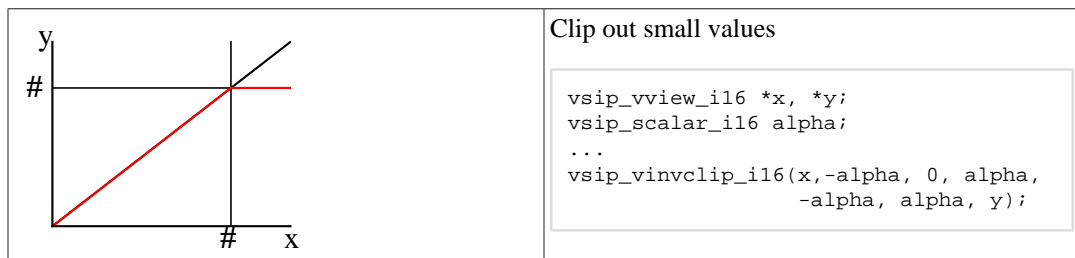 y
#
# x
Clip out small values
vsip_vview_i16 *x, *y;
vsip_scalar_i16 alpha;
...
vsip_vinvclip_i16(x,-alpha, 0, alpha,
-alpha, alpha, y);